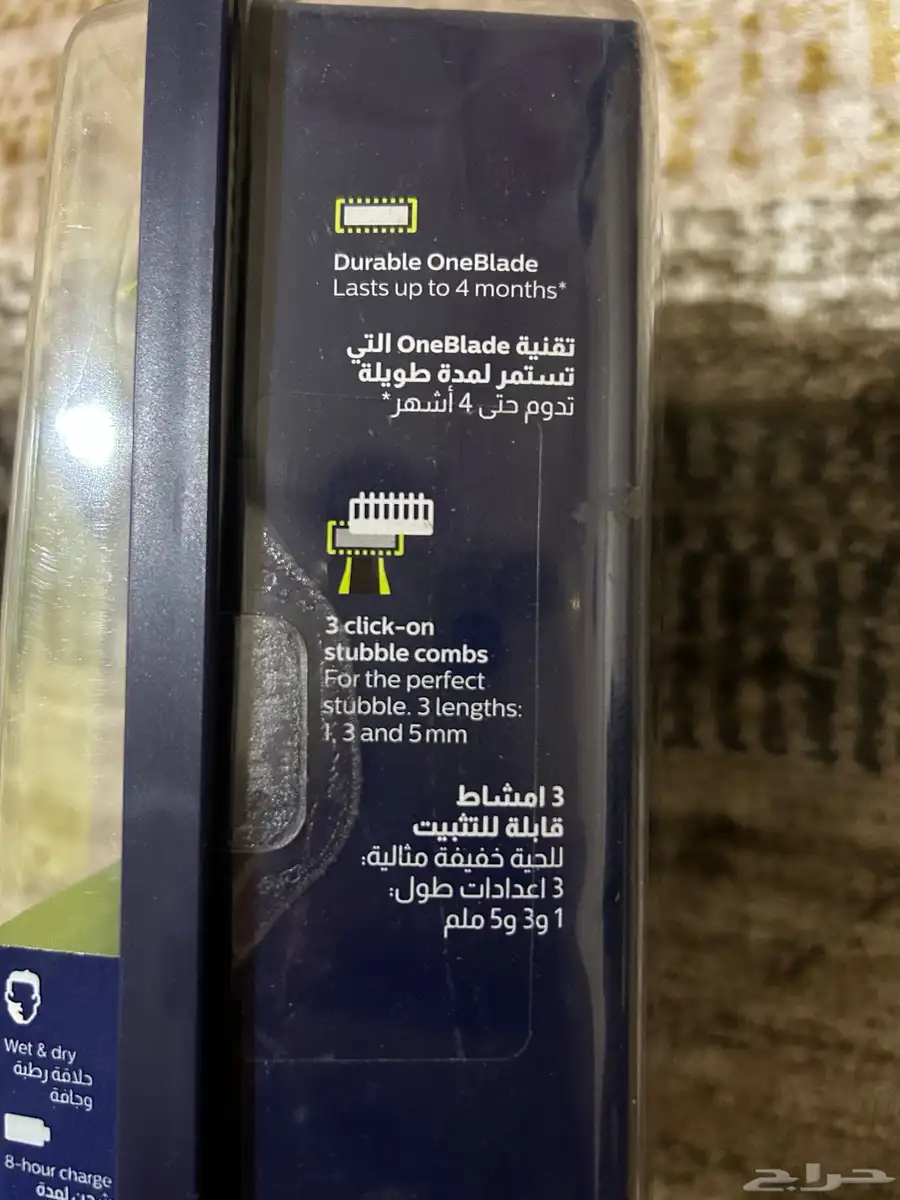 Durable OneBlade
Lasts up to 4 months*
تقنية OneBlade التي
تستمر لمدة طويلة
تدوم حتى 4 أشهر*
3 click-on
stubble combs
For the perfect
stubble. 3 lengths:
1, 3 and 5 mm
3 امشاط
قابلة للتثبيت
للحية خفيفة مثالية:
3 اعدادات طول:
1 و3 و5 ملم
Wet & dry
حلاقة رطبة
وجافة
8-hour charge
شحن لمدة
حراج